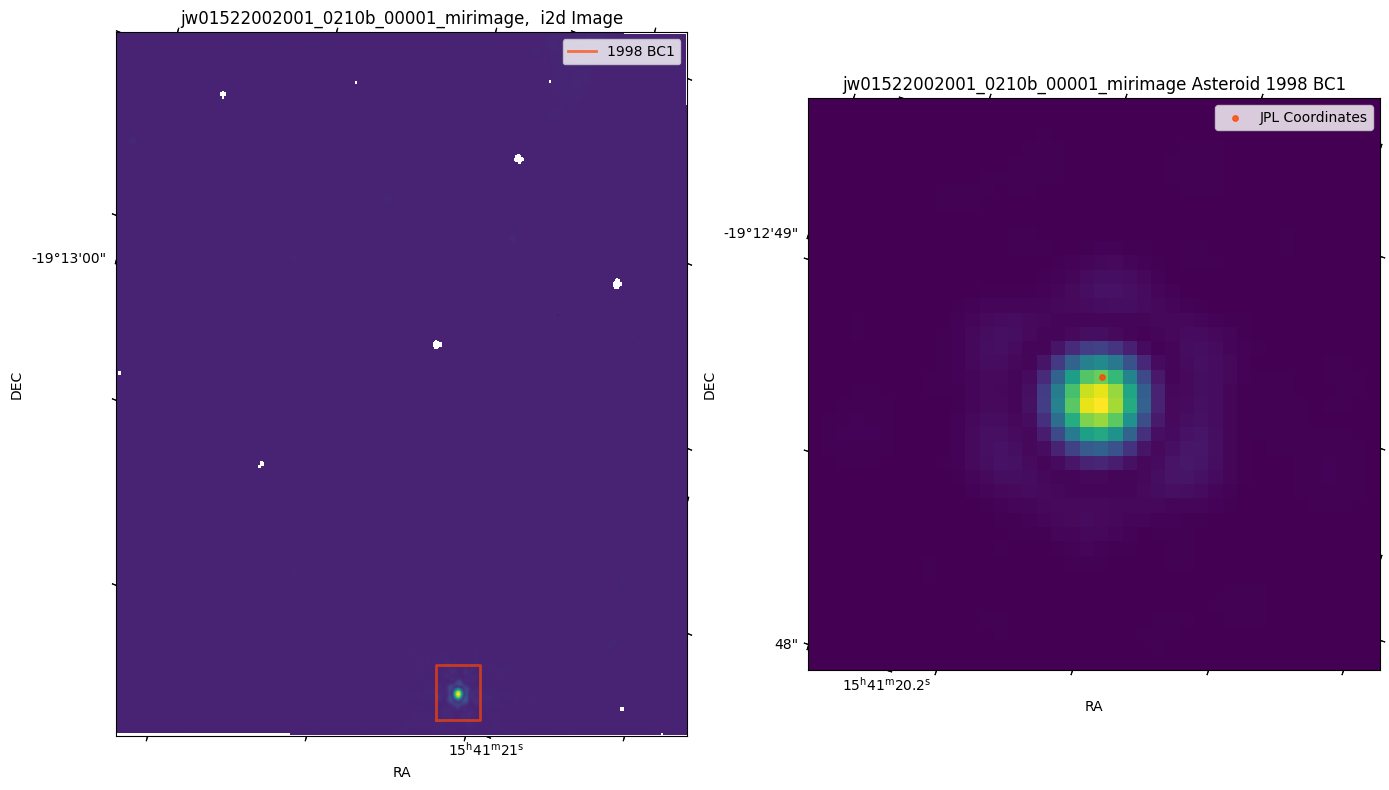 jw01522002001_0210b_00001_mirimage,  i2d Image
1998 BC1
-19°13'00"
DEC
15ʰ41ᵐ21ˢ
RA
jw01522002001_0210b_00001_mirimage Asteroid 1998 BC1
JPL Coordinates
-19°12'49"
DEC
48"
15ʰ41ᵐ20.2ˢ
RA